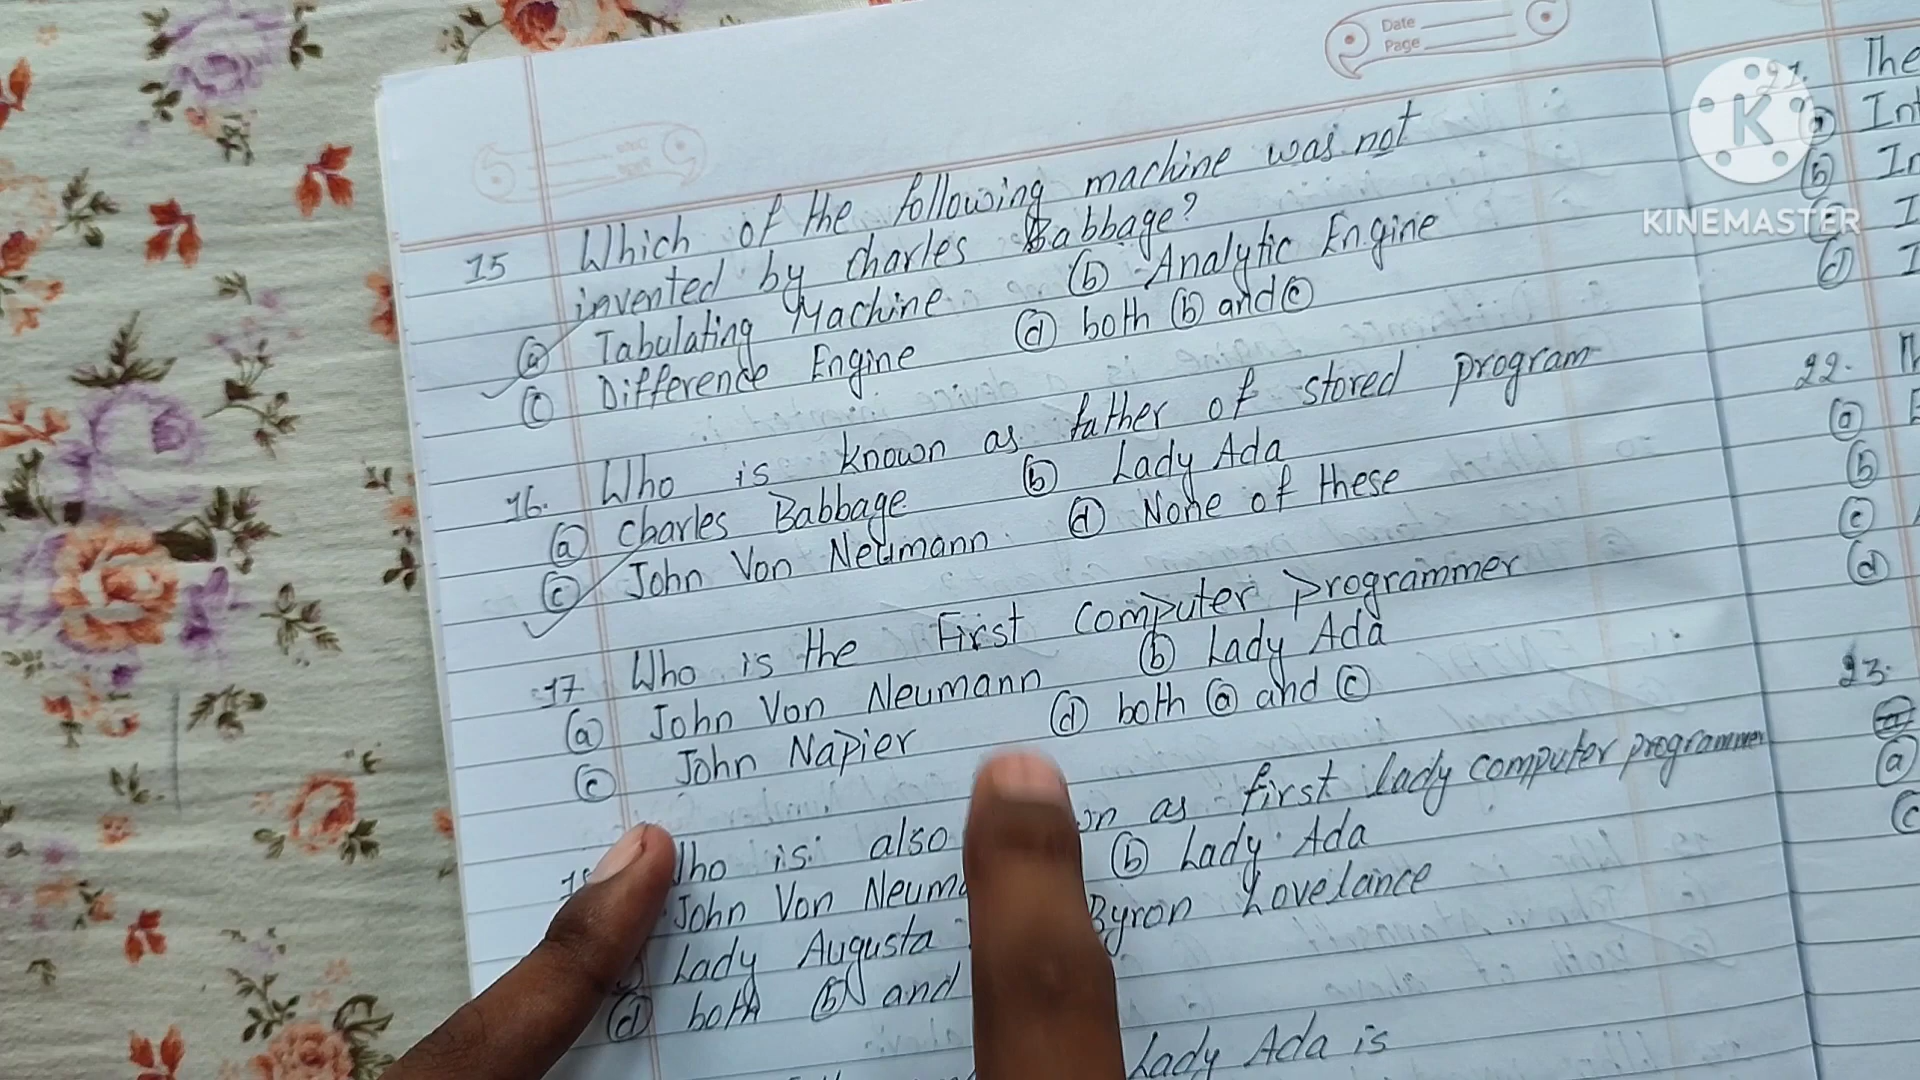 Date
Page
15 Which of the following machine was not
invented by charles Babbage?
(a) Tabulating Machine (b) Analytic Engine
(c) Difference Engine (d) both (b) and (c)
16. Who is known as father of stored program
(a) Charles Babbage (b) Lady Ada
(c) John Von Neumann (d) None of these
17 Who is the First Computer Programmer
(a) John Von Neumann (b) Lady Ada
(c) John Napier (d) both (a) and (c)
is also as first lady computer programmer
John Von (b) Lady Ada
Lady Augusta Byron Lovelance
(d) both (b) and
Lady Ada is
21. The
(a) Int
(b) In
(c) I
(d) I
22.
(a)
(b)
(c)
(d)
23.
(a)
(c)
K
KINEMASTER